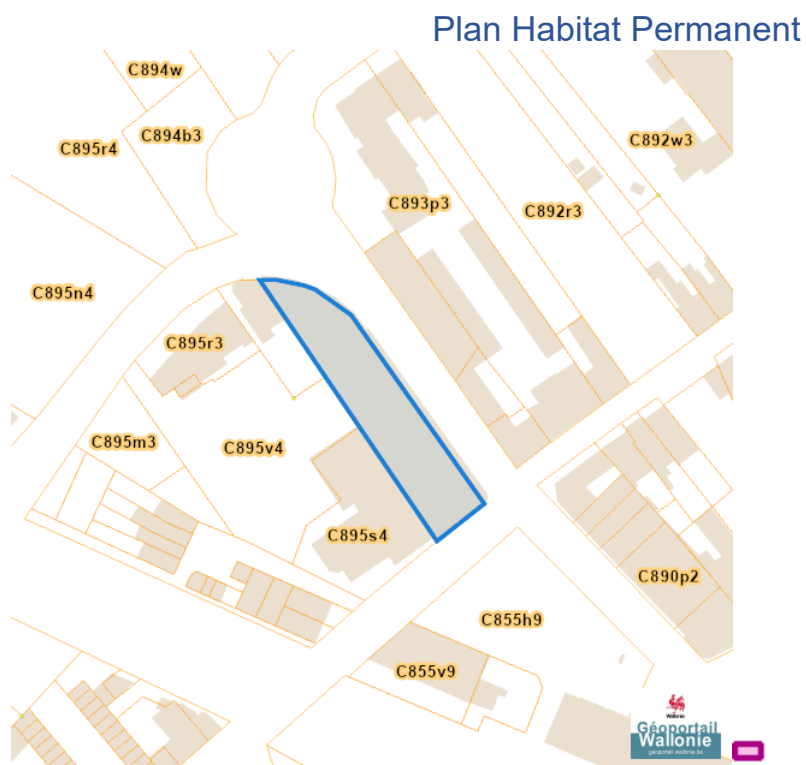 Plan Habitat Permanent
C894w
C894b3
C895r4
C892w3
C893p3
C892r3
C895n4
C895r3
C895m3
C895v4
C895s4
C890p2
C855h9
C855v9
Wallonie
Géoportail
Wallonie
geoportail.wallonie.be